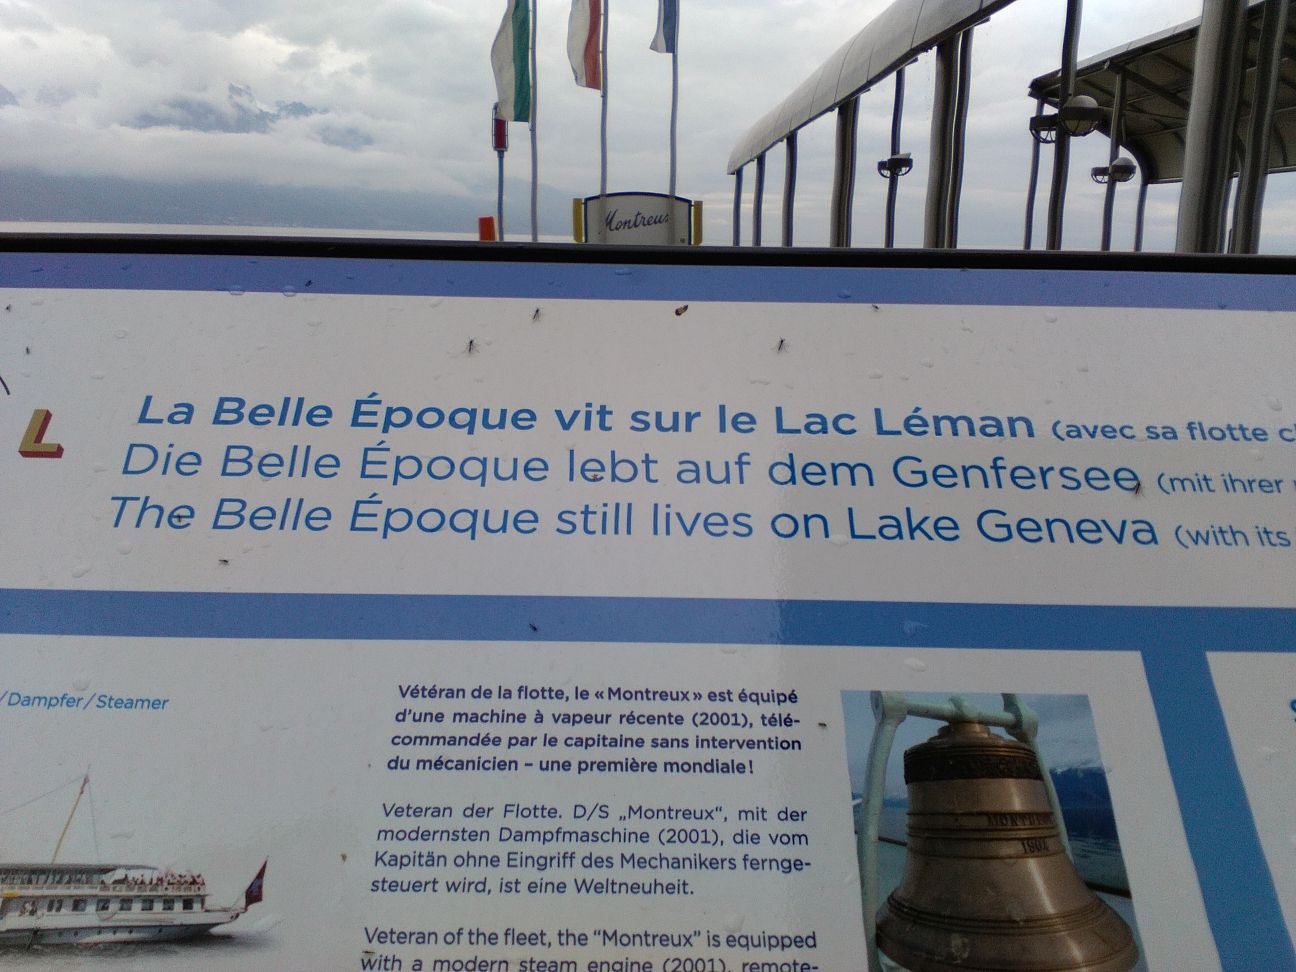 Montreux
L
La Belle Époque vit sur le Lac Léman (avec sa flotte
Die Belle Époque lebt auf dem Genfersee (mit ihrer
The Belle Époque still lives on Lake Geneva (with its
/Dampfer/Steamer
Vétéran de la flotte, le «Montreux» est équipé
d'une machine à vapeur récente (2001), télé-
commandée par le capitaine sans intervention
du mécanicien – une première mondiale!
Veteran der Flotte. D/S „Montreux“, mit der
modernsten Dampfmaschine (2001), die vom
Kapitän ohne Eingriff des Mechanikers fernge-
steuert wird, ist eine Weltneuheit.
Veteran of the fleet, the “Montreux” is equipped
with a modern steam engine (2001), remote-
MONTREUX
1904